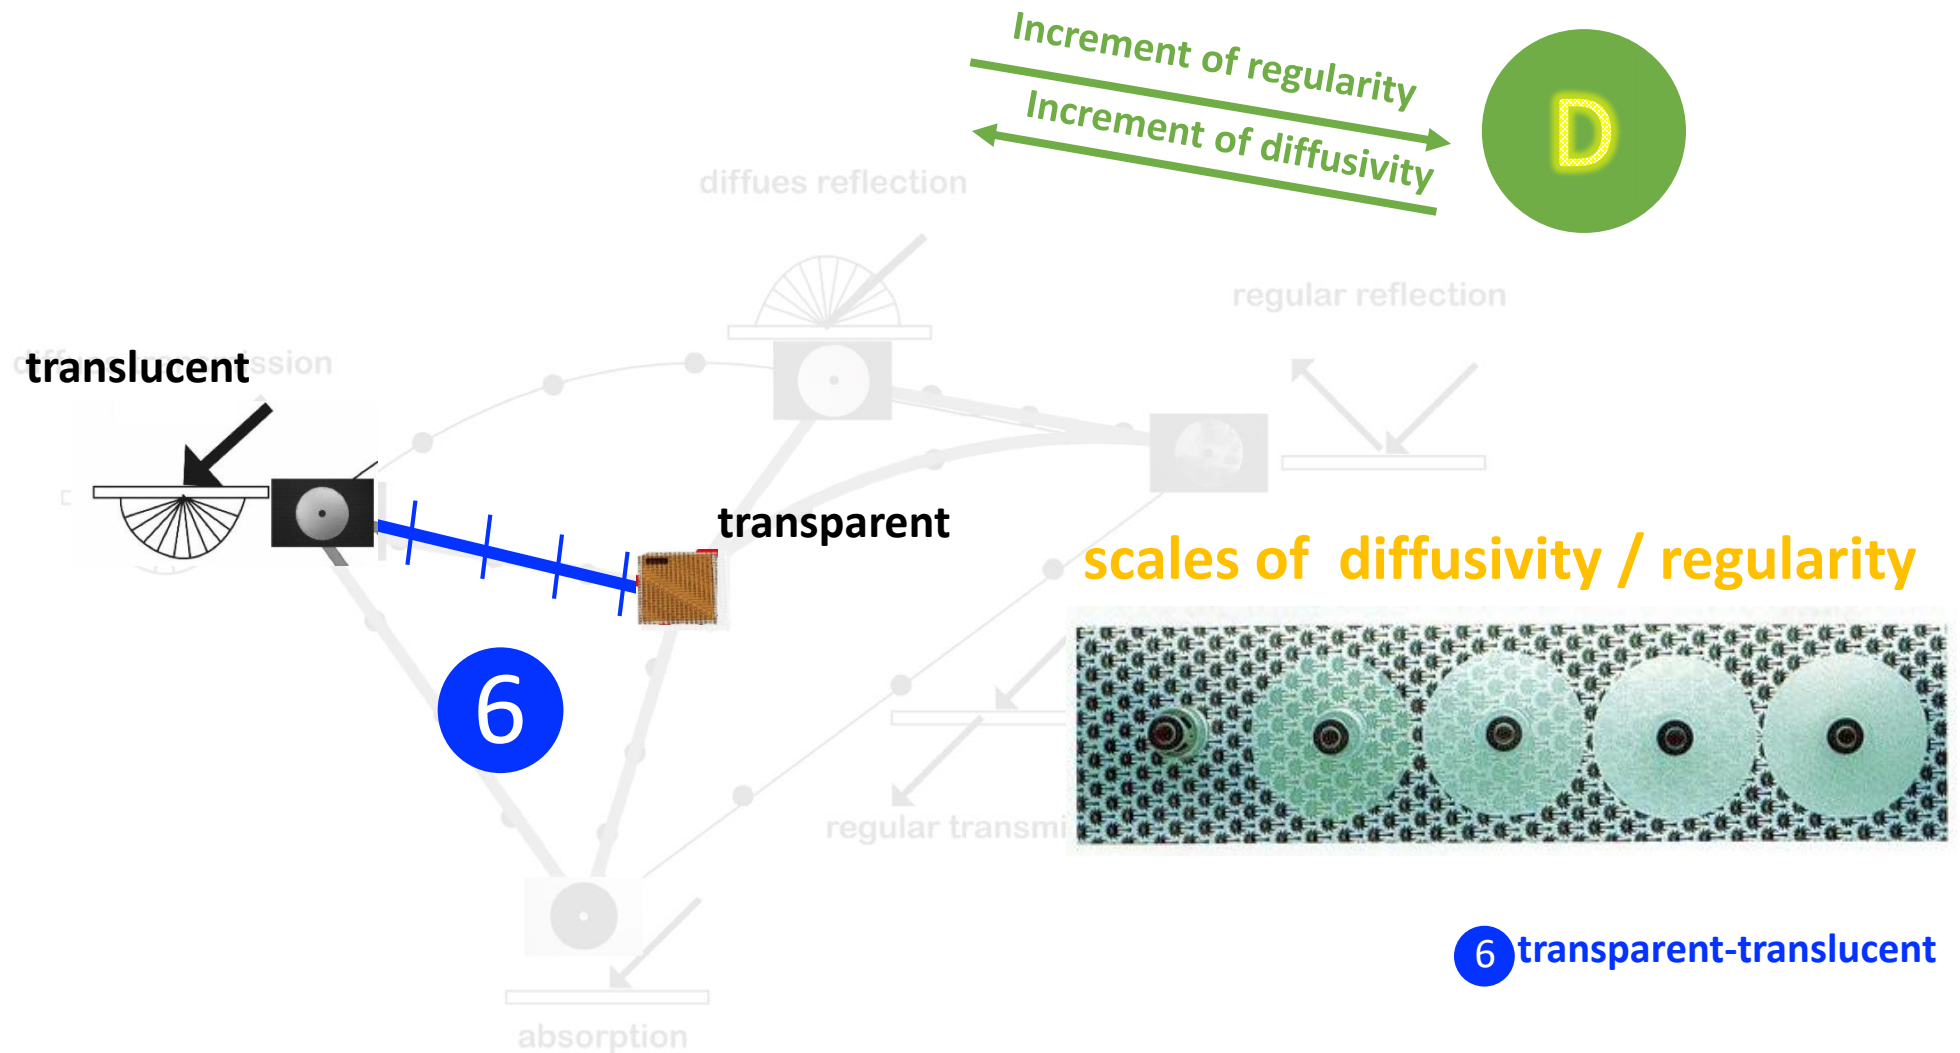 Increment of regularity
Increment of diffusivity
D
diffues reflection
regular reflection
translucent
transparent
scales of diffusivity / regularity
6
regular transmi
6 transparent-translucent
absorption